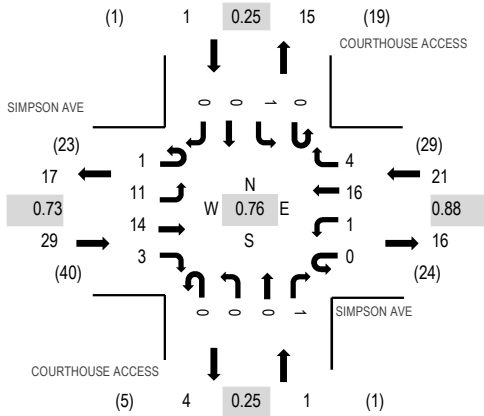 (1) 1 0.25 15 (19)
COURTHOUSE ACCESS
SIMPSON AVE
0 0 1 0
(23) (29)
17 1 4 21
11 N 16
0.73 W 0.76 E 0.88
14 S 1
29 3 0 16
(40) (24)
0 0 0 1
SIMPSON AVE
COURTHOUSE ACCESS
(5) 4 0.25 1 (1)